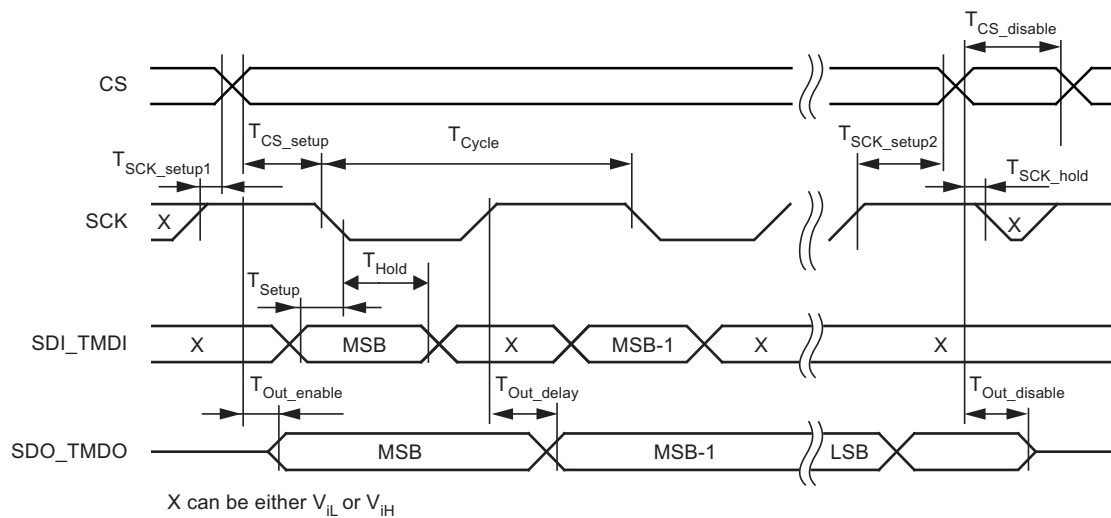 T_CS_disable
CS
T_CS_setup
T_Cycle
T_SCK_setup2
T_SCK_setup1
T_SCK_hold
SCK
X
X
T_Hold
T_Setup
SDI_TMDI
X
MSB
X
MSB-1
X
X
T_Out_enable
T_Out_delay
T_Out_disable
SDO_TMDO
MSB
MSB-1
LSB
X can be either V_iL or V_iH